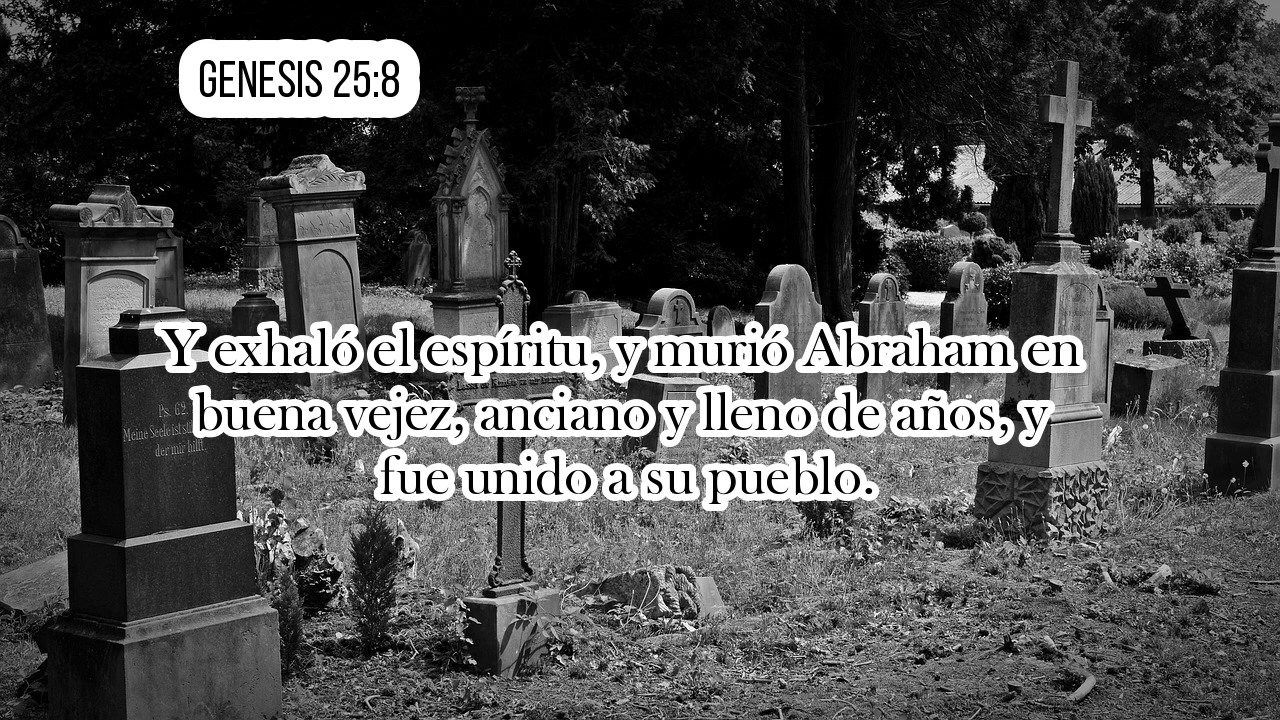 GENESIS 25:8
Y exhaló el espíritu, y murió Abraham en
buena vejez, anciano y lleno de años, y
fue unido a su pueblo.
Ps. 62
Meine Seele ist s
der mir hilft.